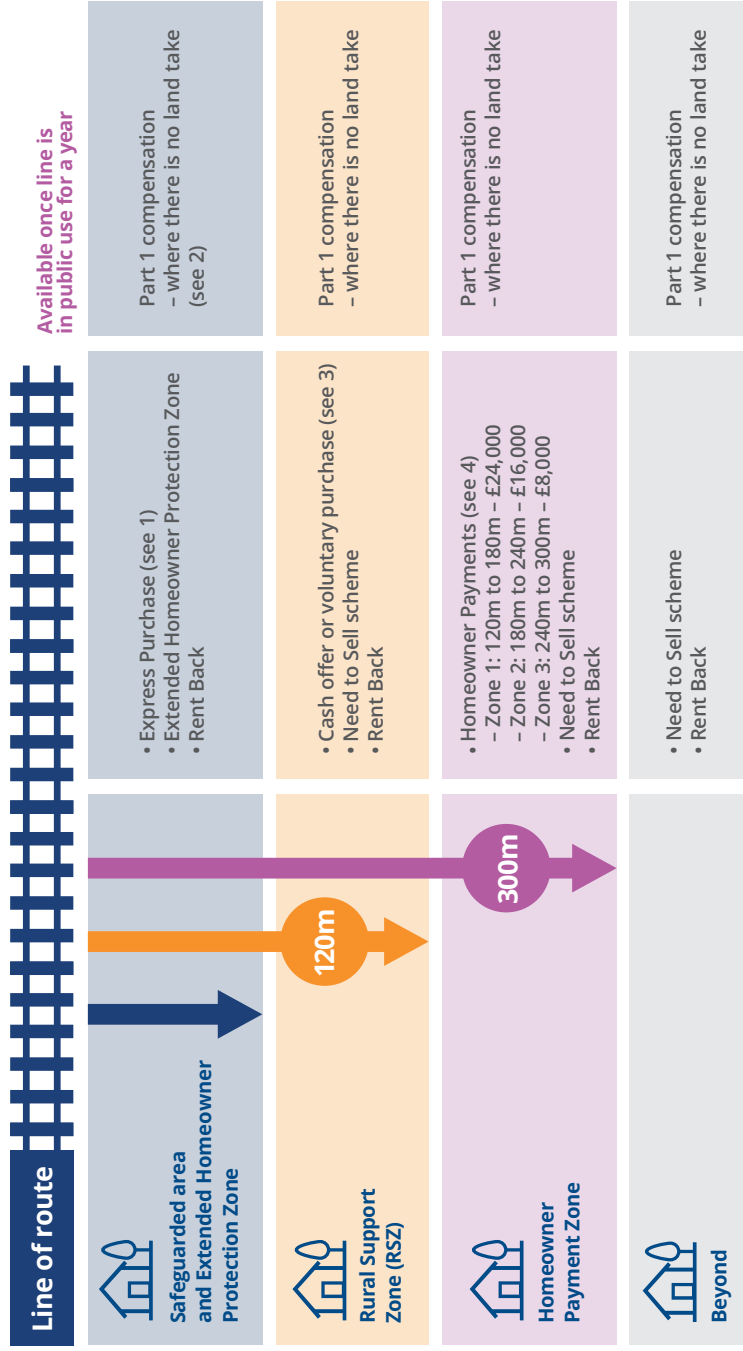 Line of route
Available once line is
in public use for a year
Safeguarded area
and Extended Homeowner
Protection Zone
• Express Purchase (see 1)
• Extended Homeowner Protection Zone
• Rent Back
Part 1 compensation
– where there is no land take
(see 2)
Rural Support
Zone (RSZ)
120m
• Cash offer or voluntary purchase (see 3)
• Need to Sell scheme
• Rent Back
Part 1 compensation
– where there is no land take
Homeowner
Payment Zone
300m
• Homeowner Payments (see 4)
– Zone 1: 120m to 180m – £24,000
– Zone 2: 180m to 240m – £16,000
– Zone 3: 240m to 300m – £8,000
• Need to Sell scheme
• Rent Back
Part 1 compensation
– where there is no land take
Beyond
• Need to Sell scheme
• Rent Back
Part 1 compensation
– where there is no land take